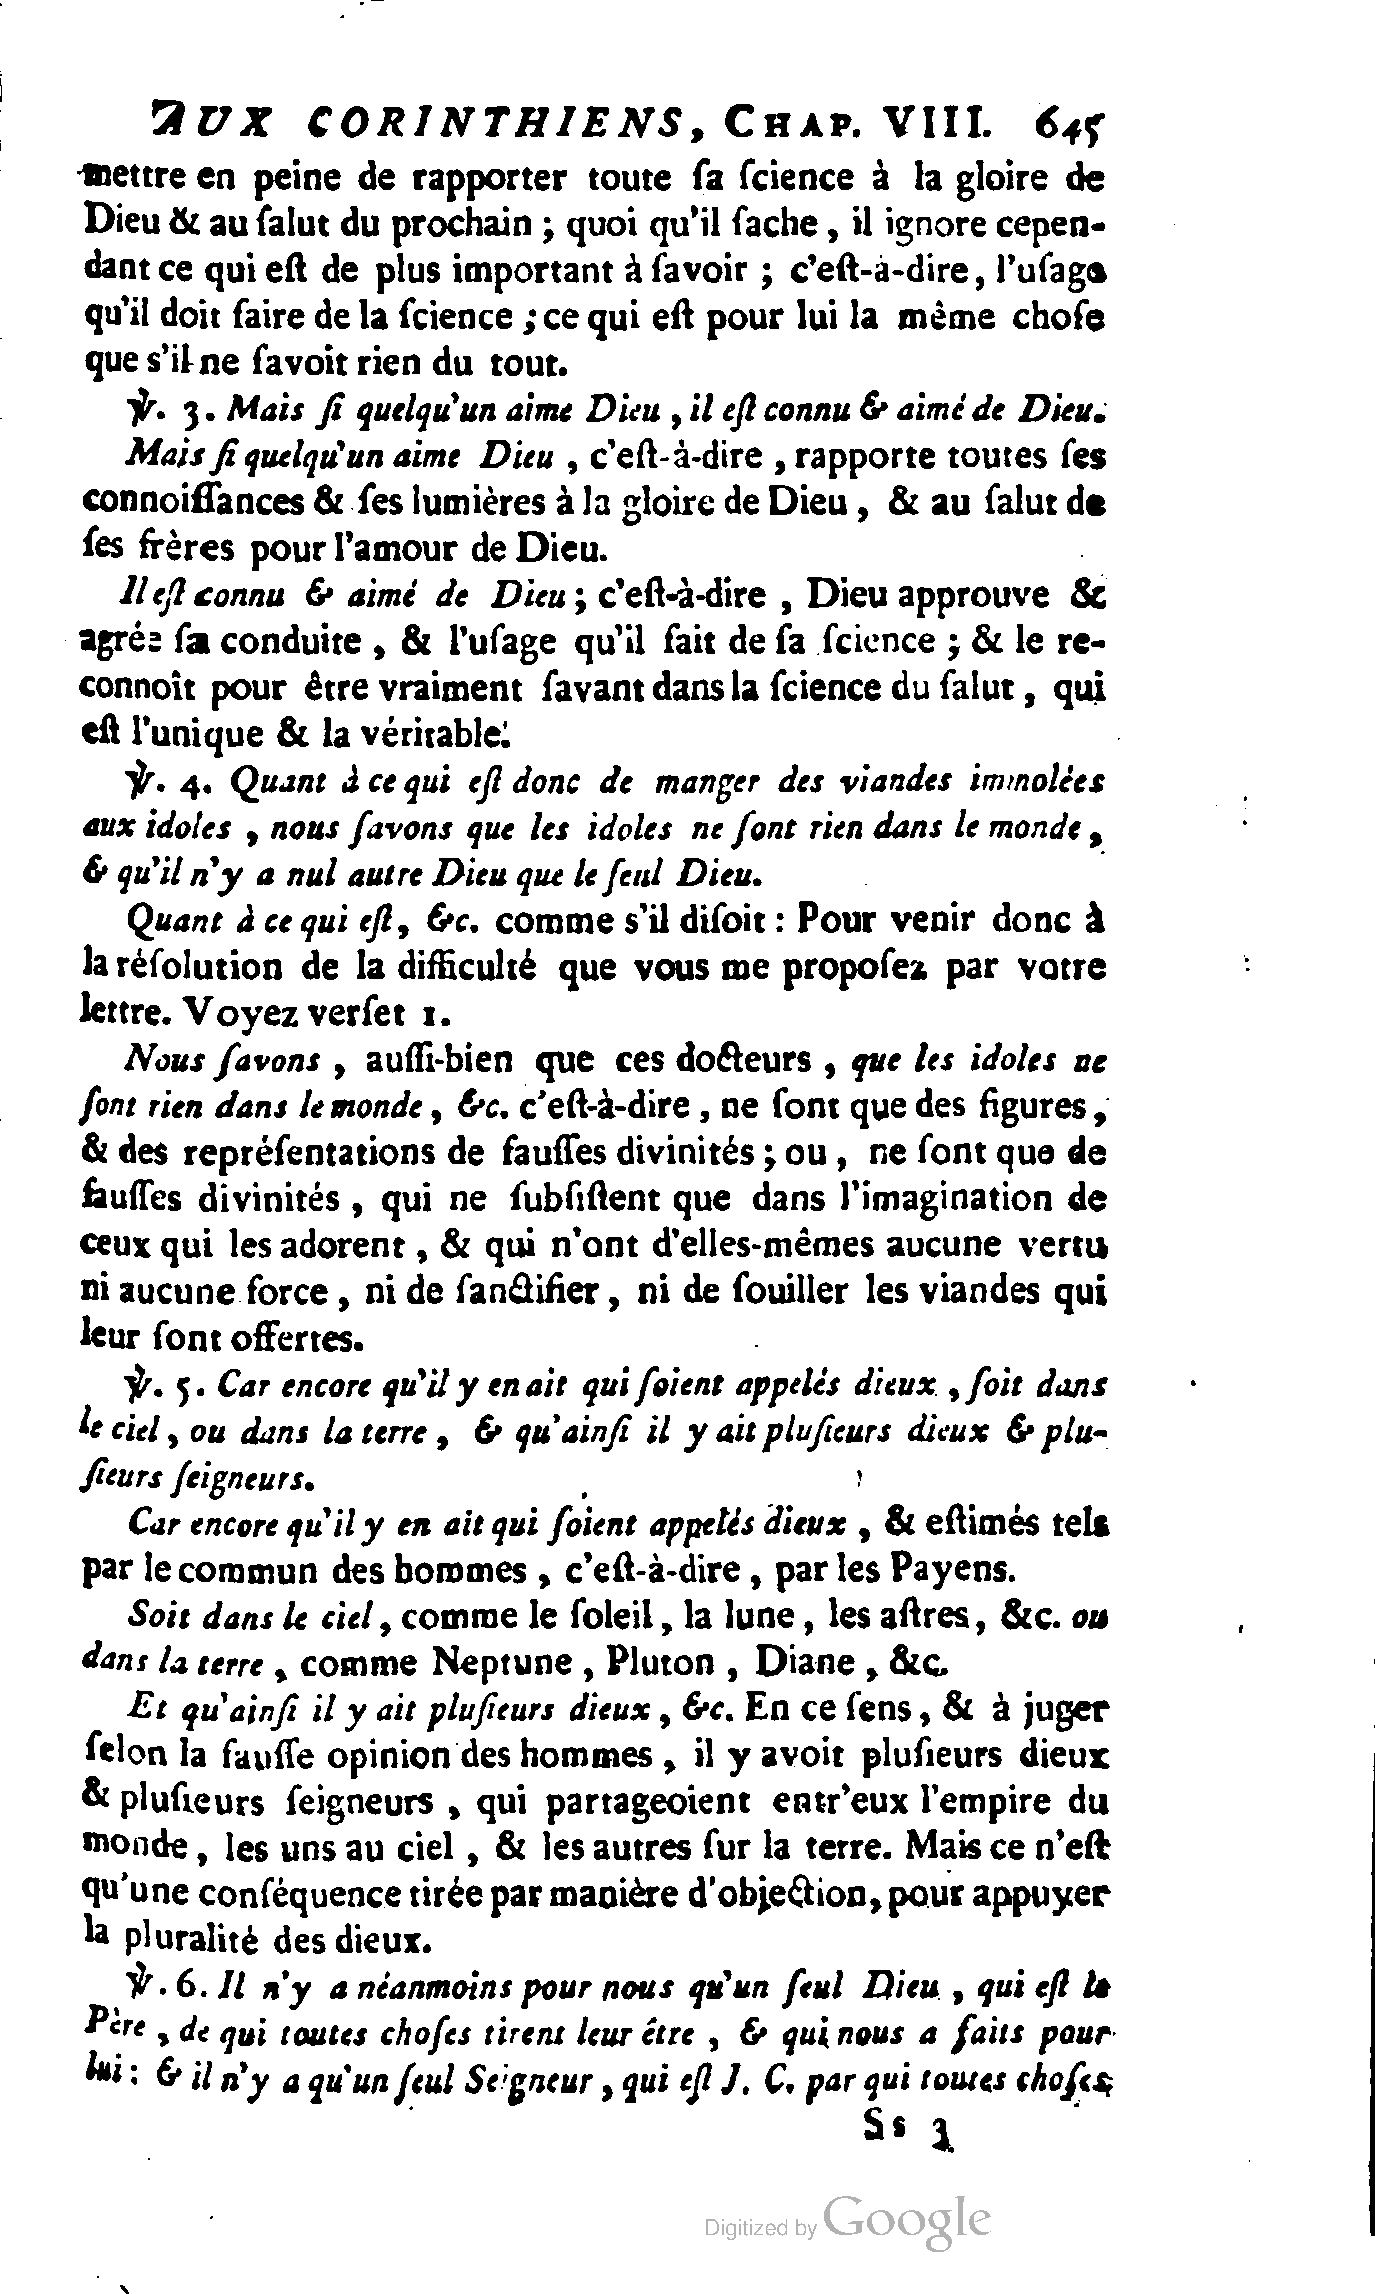 AUX CORINTHIENS, CHAP. VIII. 645
mettre en peine de rapporter toute ſa ſcience à la gloire de
Dieu & au ſalut du prochain ; quoi qu'il ſache , il ignore cepen-
dant ce qui eſt de plus important à ſavoir ; c'eſt-à-dire, l'uſage
qu'il doit faire de la ſcience ; ce qui eſt pour lui la même choſe
que s'il ne ſavoit rien du tout.
℣. 3. Mais ſi quelqu'un aime Dieu , il eſt connu & aimé de Dieu.
Mais ſi quelqu'un aime Dieu , c'eſt-à-dire , rapporte toutes ſes
connoiſſances & ſes lumières à la gloire de Dieu , & au ſalut de
ſes frères pour l'amour de Dieu.
Il eſt connu & aimé de Dieu ; c'eſt-à-dire , Dieu approuve &
agrée ſa conduite , & l'uſage qu'il fait de ſa ſcience ; & le re-
connoît pour être vraiment ſavant dans la ſcience du ſalut , qui
eſt l'unique & la véritable.
℣. 4. Quant à ce qui eſt donc de manger des viandes immolées
aux idoles , nous ſavons que les idoles ne ſont rien dans le monde ,
& qu'il n'y a nul autre Dieu que le ſeul Dieu.
Quant à ce qui eſt, &c. comme s'il diſoit : Pour venir donc à
la réſolution de la difficulté que vous me propoſez par votre
lettre. Voyez verſet 1.
Nous ſavons , auſſi-bien que ces docteurs , que les idoles ne
ſont rien dans le monde , &c. c'eſt-à-dire , ne ſont que des figures ,
& des repréſentations de fauſſes divinités ; ou , ne ſont que de
fauſſes divinités , qui ne ſubſiſtent que dans l'imagination de
ceux qui les adorent , & qui n'ont d'elles-mêmes aucune vertu
ni aucune force , ni de ſanctifier , ni de ſouiller les viandes qui
leur ſont offertes.
℣. 5. Car encore qu'il y en ait qui ſoient appelés dieux , ſoit dans
le ciel , ou dans la terre , & qu'ainſi il y ait pluſieurs dieux & plu-
ſieurs ſeigneurs.
Car encore qu'il y en ait qui ſoient appelés dieux , & eſtimés tels
par le commun des hommes , c'eſt-à-dire , par les Payens.
Soit dans le ciel , comme le ſoleil , la lune , les aſtres , &c. ou
dans la terre , comme Neptune , Pluton , Diane , &c.
Et qu'ainſi il y ait pluſieurs dieux , &c. En ce ſens , & à juger
ſelon la fauſſe opinion des hommes , il y avoit pluſieurs dieux
& pluſieurs ſeigneurs , qui partageoient entr'eux l'empire du
monde , les uns au ciel , & les autres ſur la terre. Mais ce n'eſt
qu'une conſéquence tirée par manière d'objection, pour appuyer
la pluralité des dieux.
℣. 6. Il n'y a néanmoins pour nous qu'un ſeul Dieu , qui eſt le
Père , de qui toutes choſes tirent leur être , & qui nous a faits pour
lui : & il n'y a qu'un ſeul Seigneur , qui eſt J. C. par qui toutes choſes
Ss 3
Digitized by Google